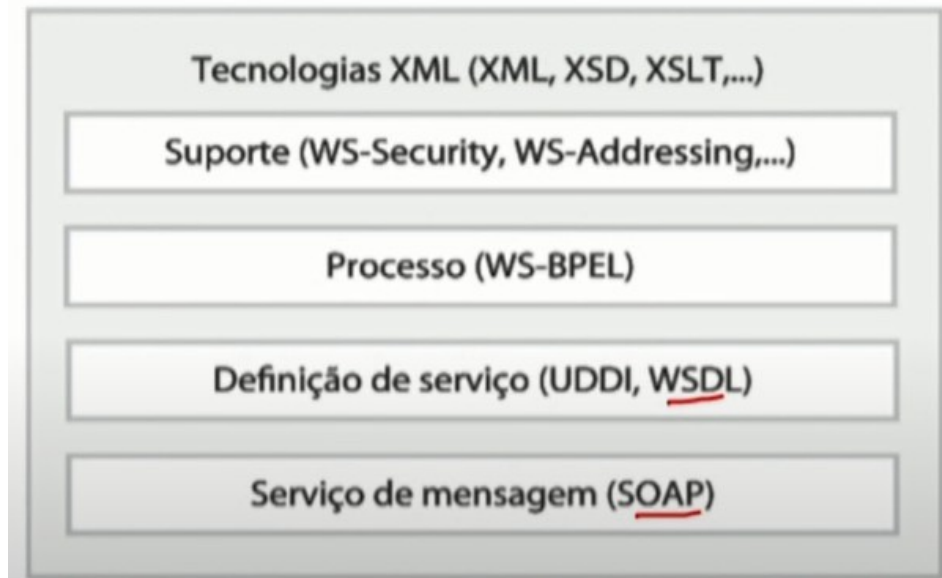 Tecnologias XML (XML, XSD, XSLT,...)
Suporte (WS-Security, WS-Addressing,...)
Processo (WS-BPEL)
Definição de serviço (UDDI, WSDL)
Serviço de mensagem (SOAP)